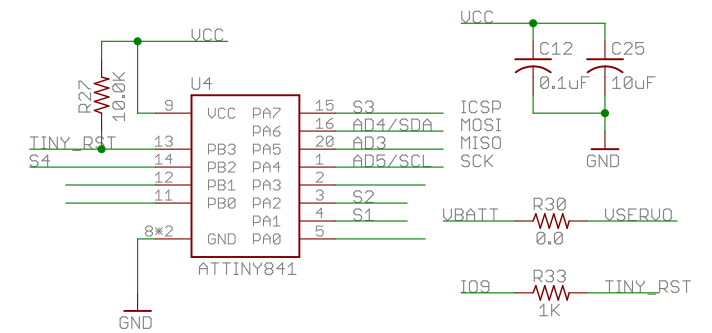 VCC
VCC
C12
C25
0.1uF
10uF
GND
R27
10.0K
U4
9
VCC
PA7
15
S3
ICSP
PA6
16
AD4/SDA
MOSI
TINY_RST
13
PB3
PA5
20
AD3
MISO
S4
14
PB2
PA4
1
AD5/SCL
SCK
12
PB1
PA3
2
11
PB0
PA2
3
S2
PA1
4
S1
8*2
GND
PA0
5
ATTINY841
GND
R30
VBATT
VSERVO
0.0
R33
IO9
TINY_RST
1K